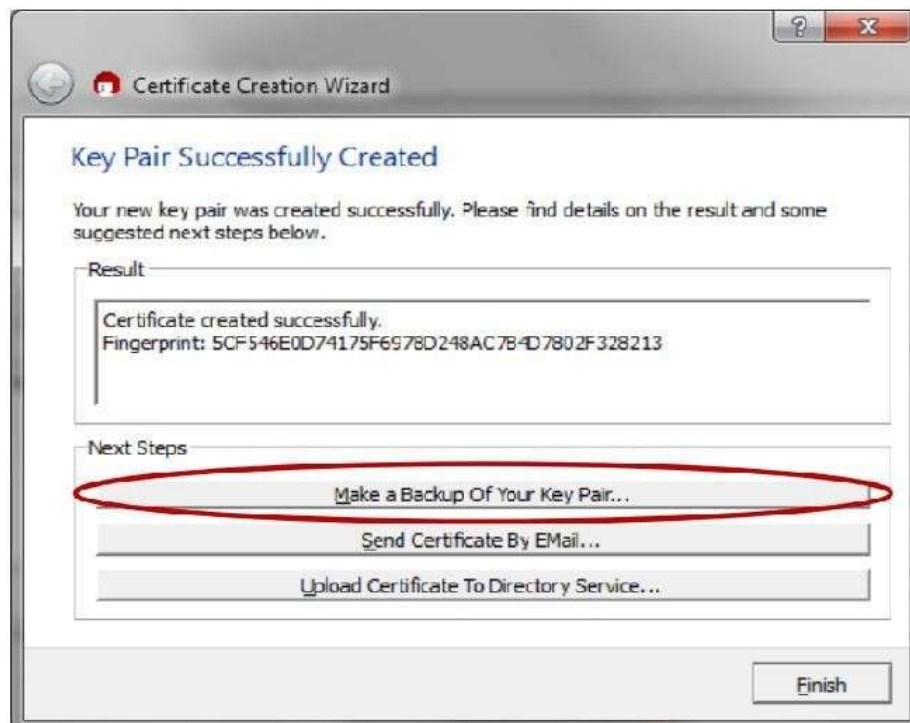 Certificate Creation Wizard
Key Pair Successfully Created
Your new key pair was created successfully. Please find details on the result and some
suggested next steps below.
Result
Certificate created successfully.
Fingerprint: 5CF546E0D74175F6978D248AC7B4D7802F328213
Next Steps
Make a Backup Of Your Key Pair...
Send Certificate By EMail...
Upload Certificate To Directory Service...
Finish